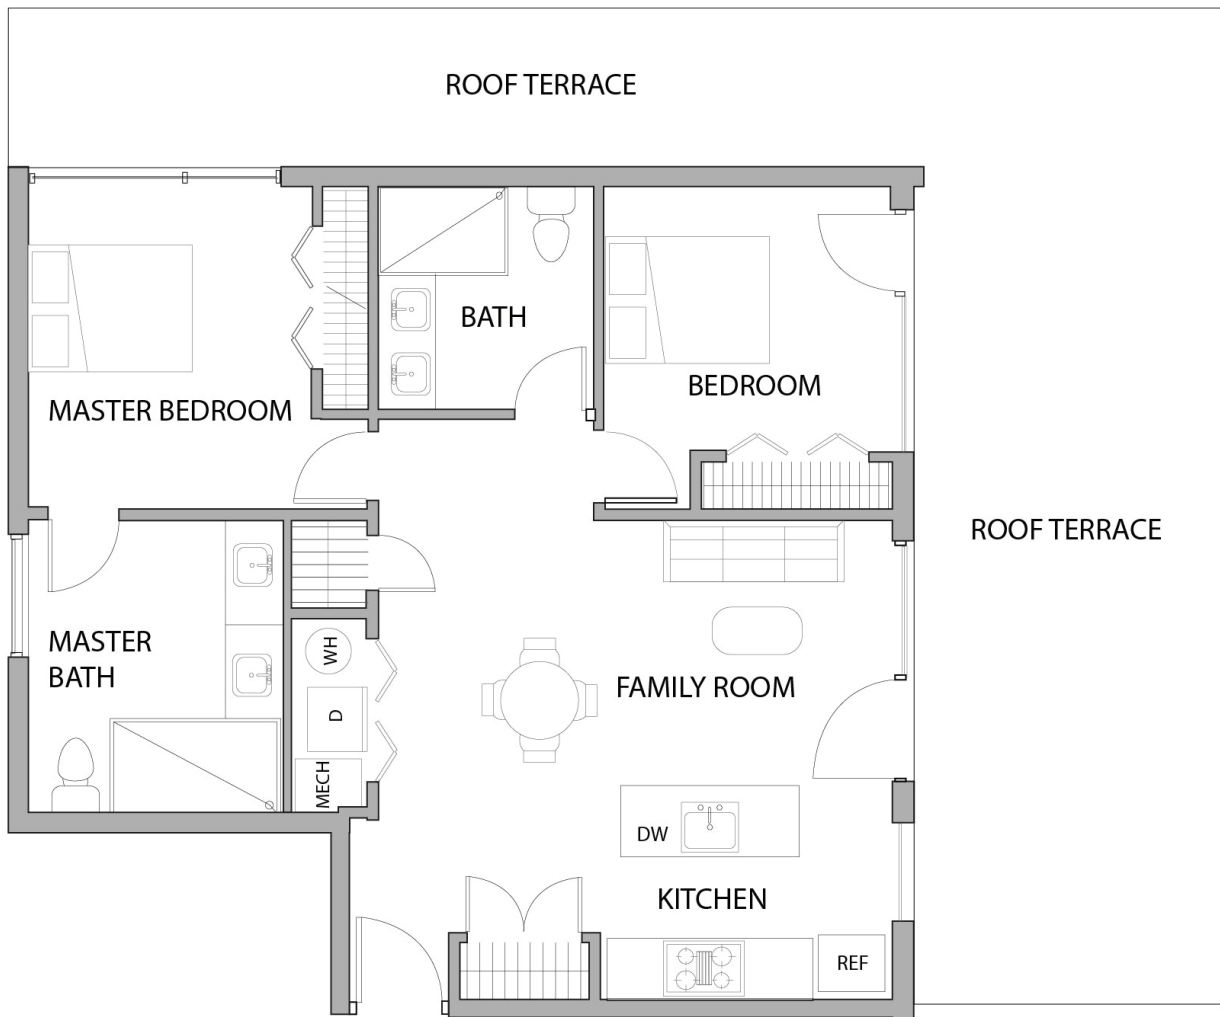 ROOF TERRACE
BATH
BEDROOM
MASTER BEDROOM
ROOF TERRACE
MASTER
BATH
WH
D
MECH
FAMILY ROOM
DW
KITCHEN
REF